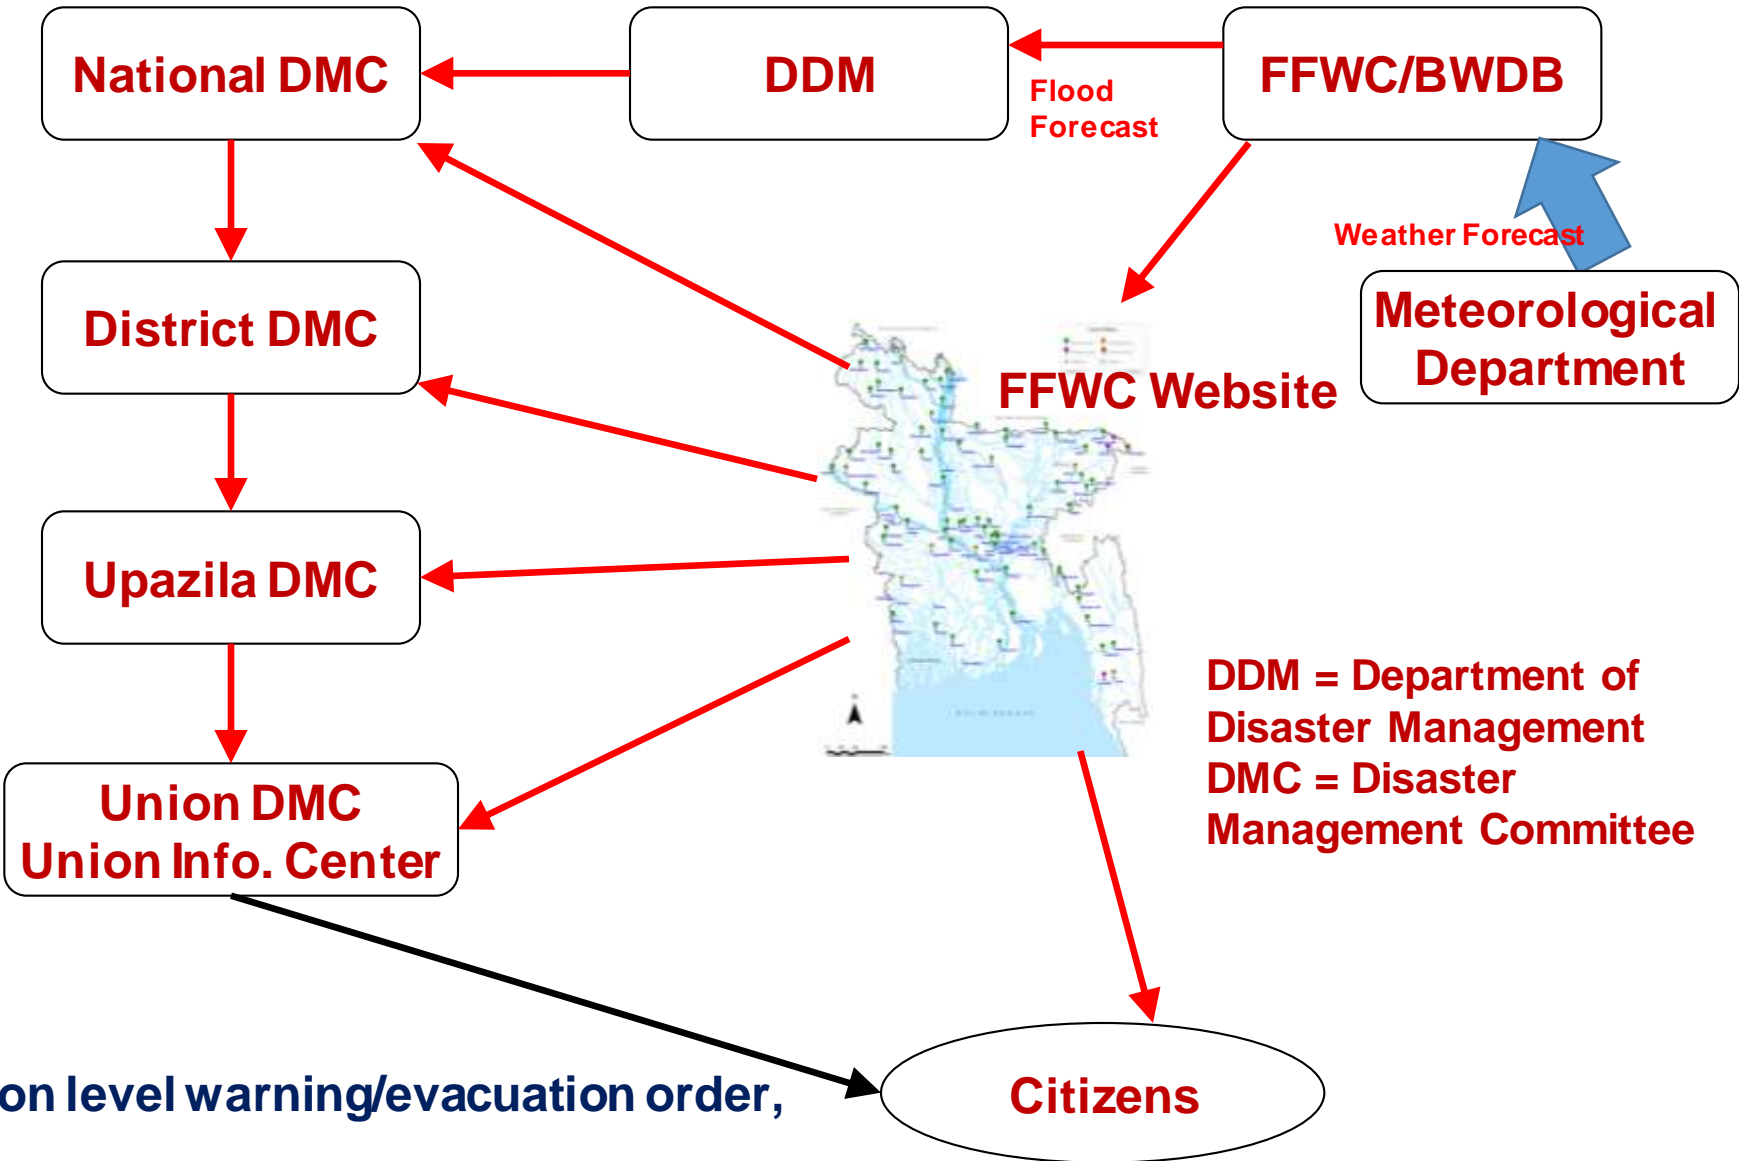 National DMC
DDM
FFWC/BWDB
Flood
Forecast
Weather Forecast
District DMC
Meteorological
Department
FFWC Website
Upazila DMC
DDM = Department of
Disaster Management
DMC = Disaster
Management Committee
Union DMC
Union Info. Center
on level warning/evacuation order,
Citizens